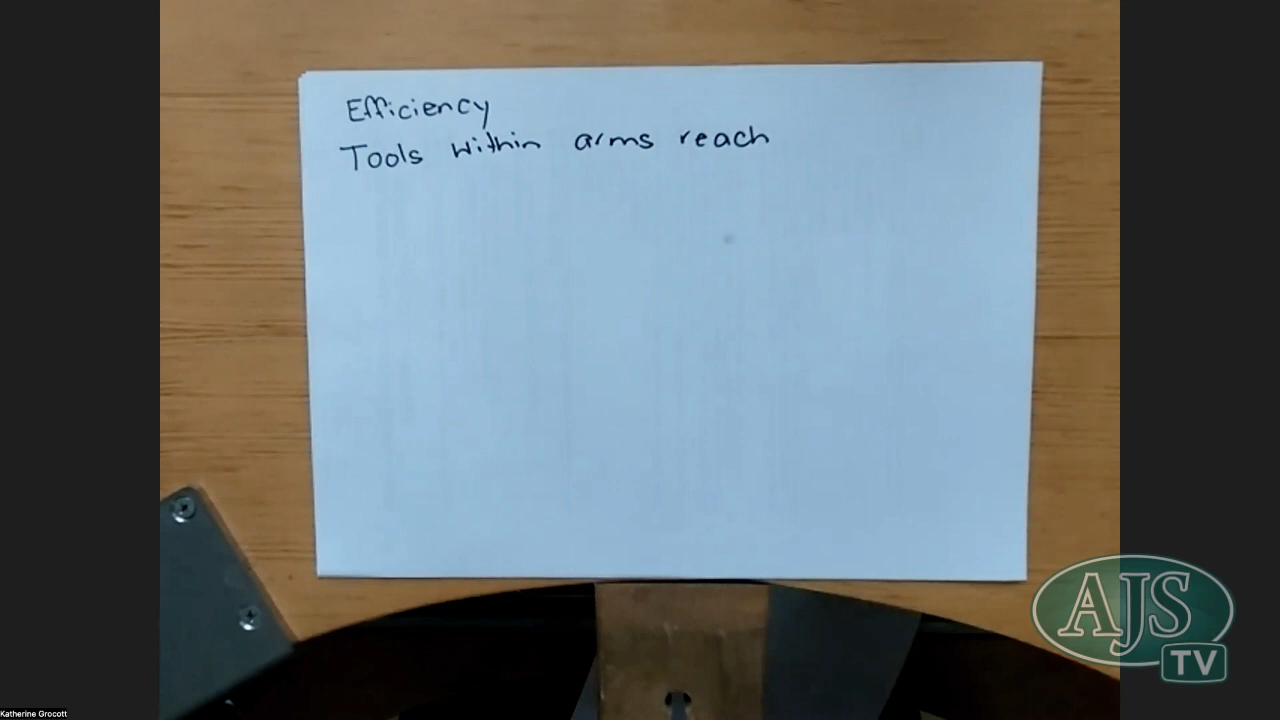 Efficiency
Tools within arms reach
AJS
TV
Katherine Grocott